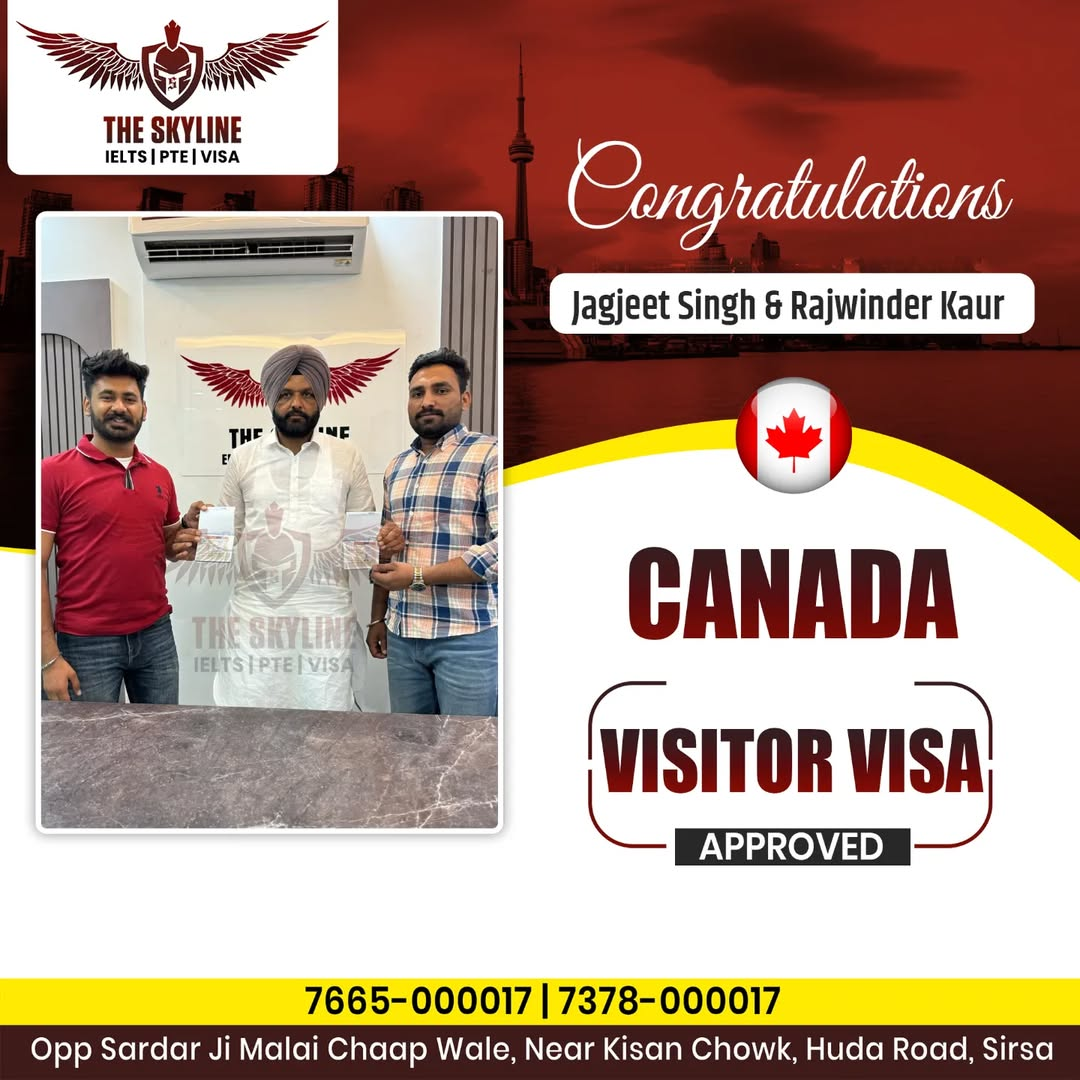 THE SKYLINE
IELTS | PTE | VISA
Congratulations
Jagjeet Singh & Rajwinder Kaur
THE SKYLINE
IELTS | PTE | VISA
CANADA
VISITOR VISA
APPROVED
7665-000017 | 7378-000017
Opp Sardar Ji Malai Chaap Wale, Near Kisan Chowk, Huda Road, Sirsa